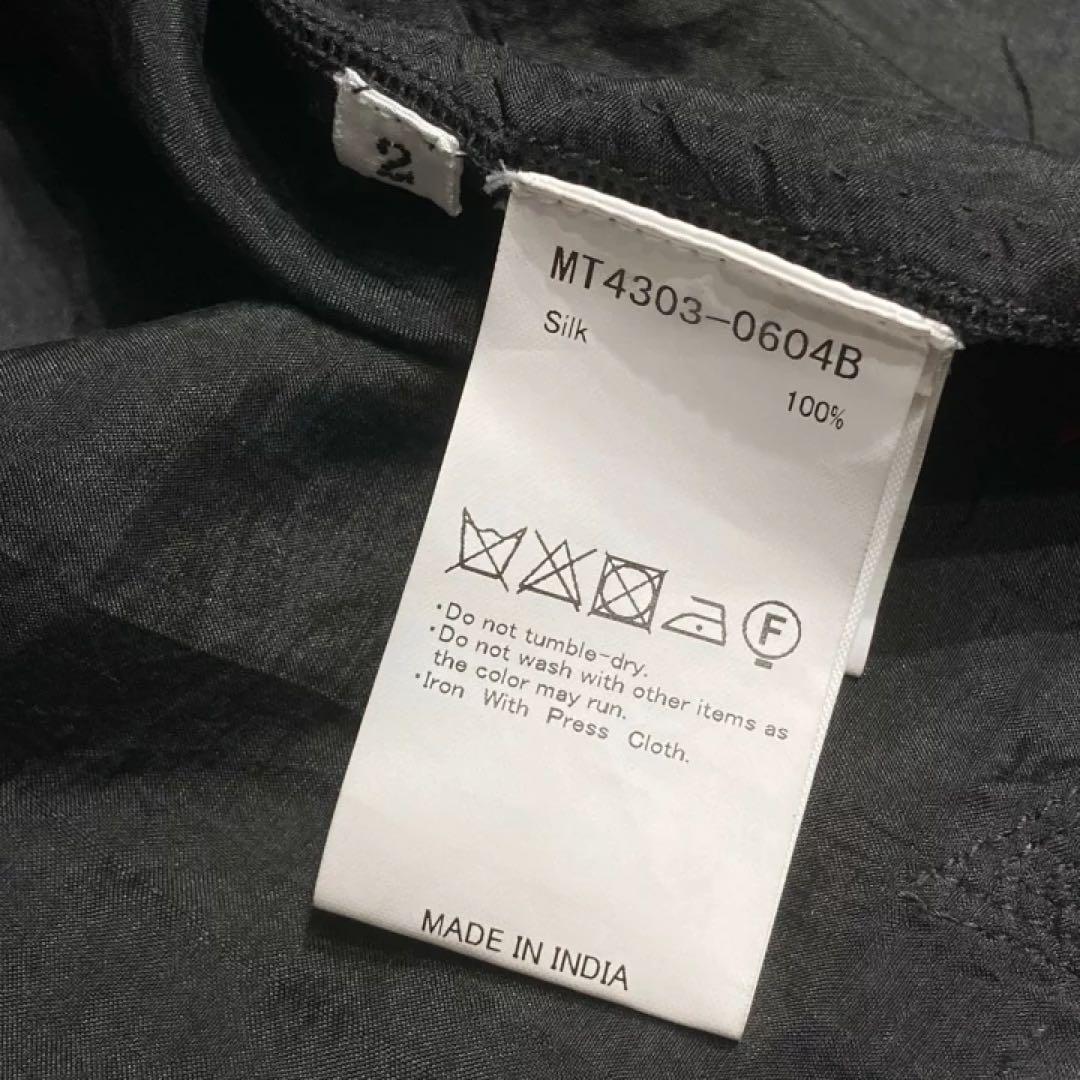 2
MT4303-0604B
Silk
100%
F
・Do not tumble-dry.
・Do not wash with other items as
the color may run.
・Iron With Press Cloth.
MADE IN INDIA